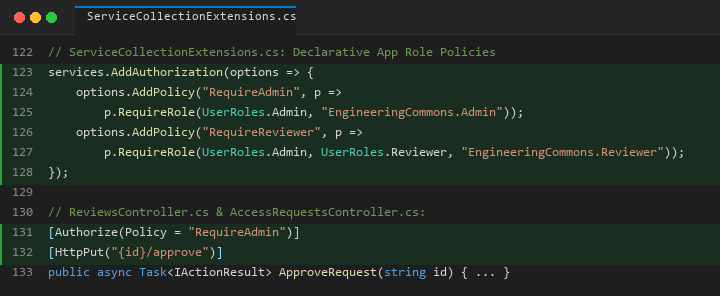 ServiceCollectionExtensions.cs
122 // ServiceCollectionExtensions.cs: Declarative App Role Policies
123 services.AddAuthorization(options => {
124     options.AddPolicy("RequireAdmin", p =>
125         p.RequireRole(UserRoles.Admin, "EngineeringCommons.Admin"));
126     options.AddPolicy("RequireReviewer", p =>
127         p.RequireRole(UserRoles.Admin, UserRoles.Reviewer, "EngineeringCommons.Reviewer"));
128 });
129
130 // ReviewsController.cs & AccessRequestsController.cs:
131 [Authorize(Policy = "RequireAdmin")]
132 [HttpPut("{id}/approve")]
133 public async Task<IActionResult> ApproveRequest(string id) { ... }